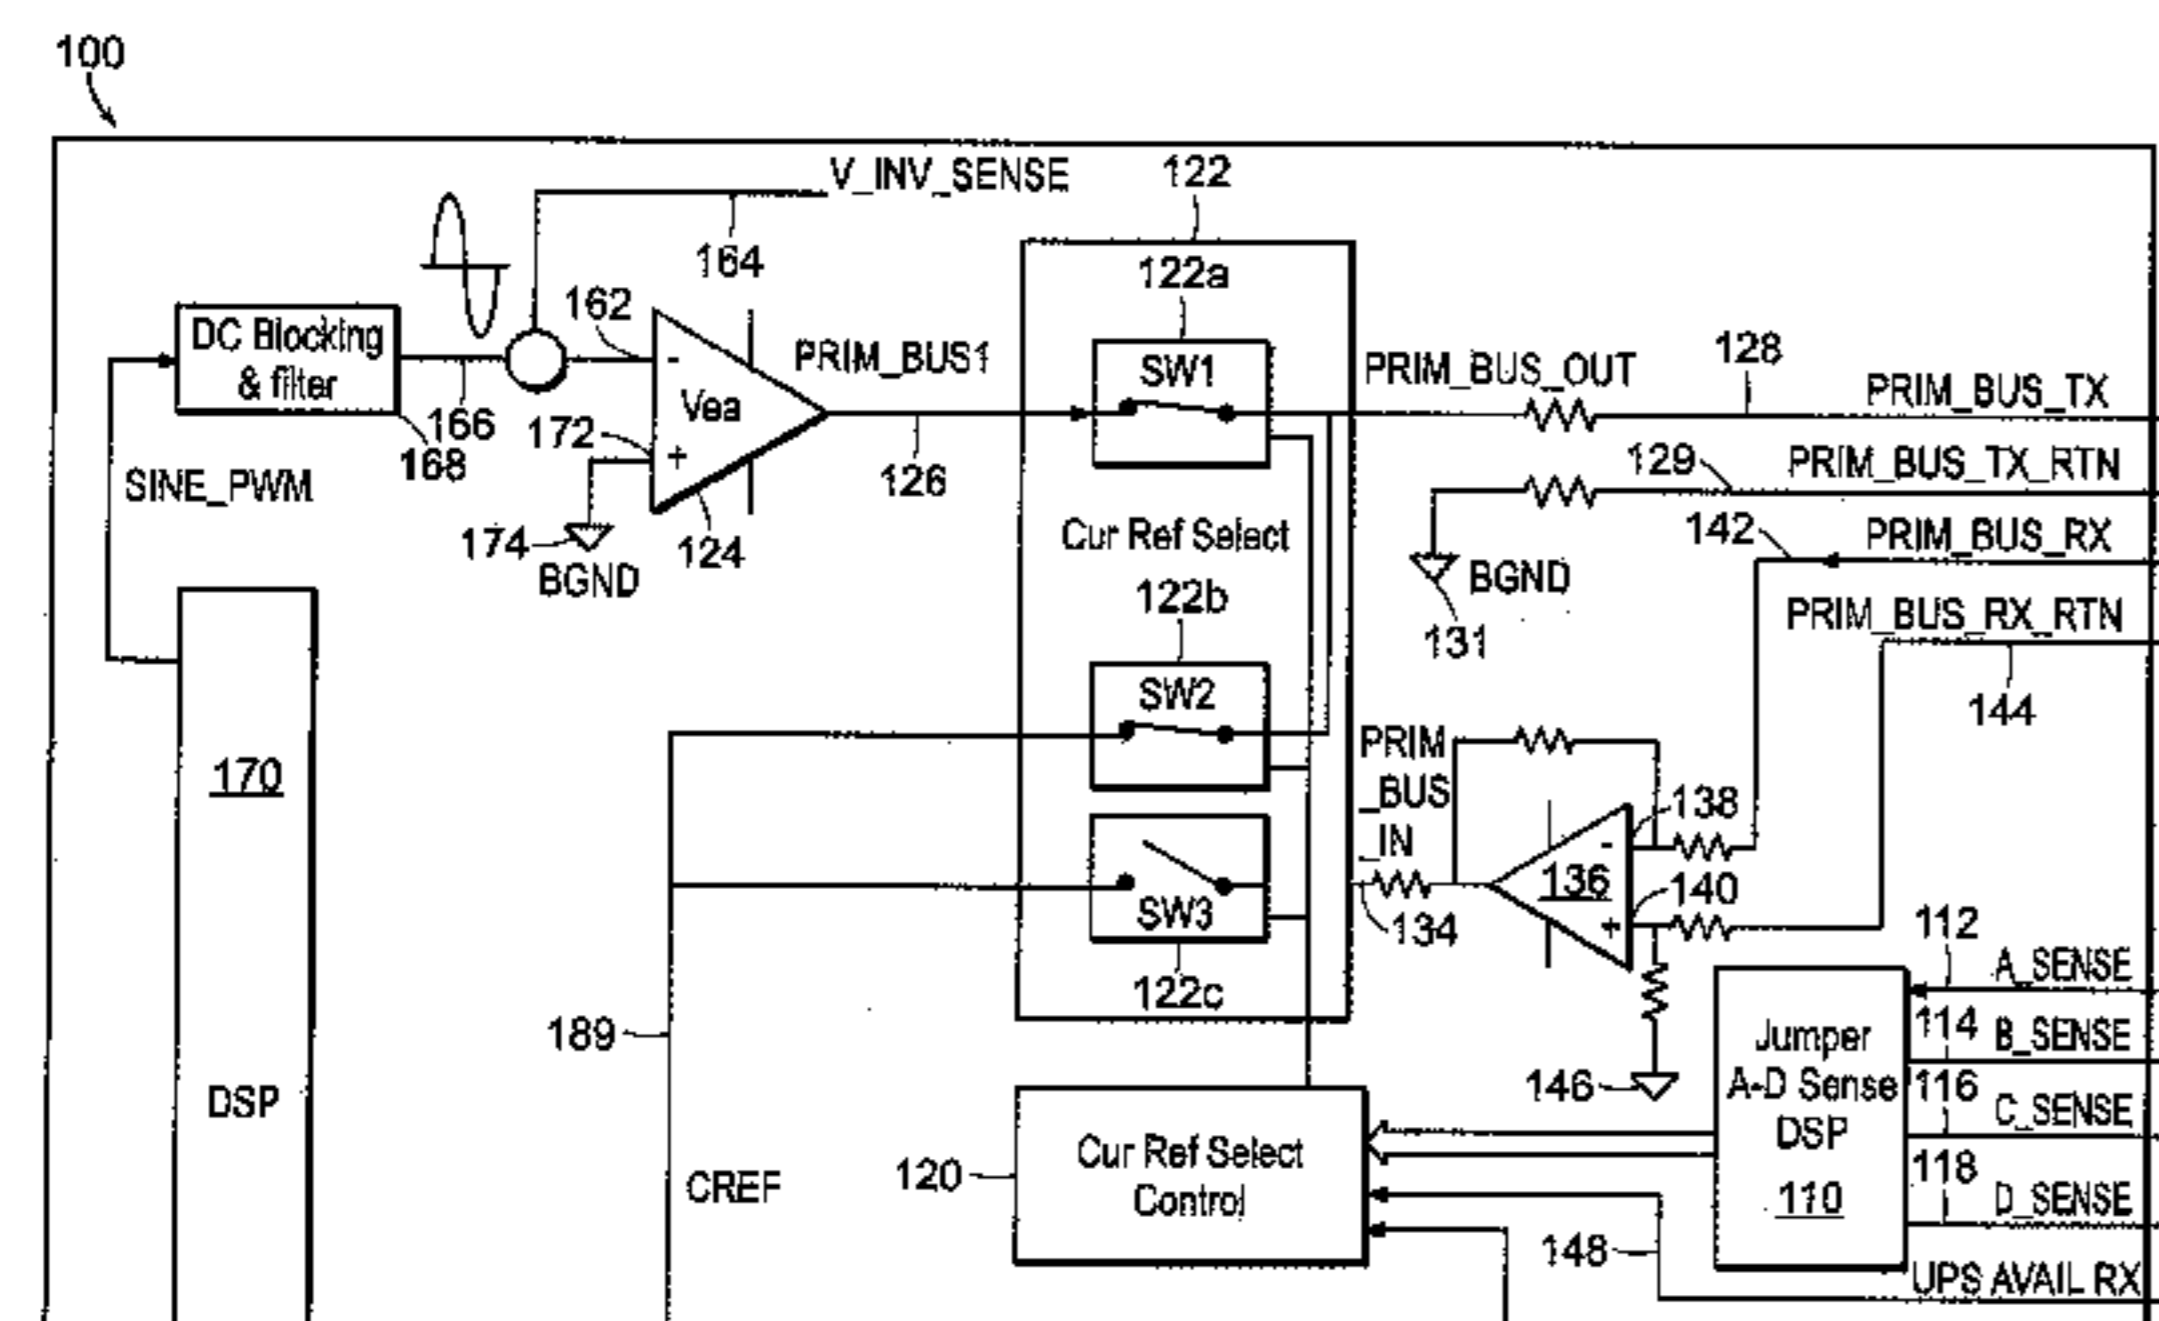 100
V_INV_SENSE
122
164
122a
DC Blocking
& filter
162
-
Vea
PRIM_BUS1
SW1
PRIM_BUS_OUT
128
PRIM_BUS_TX
166
168
172
+
126
129
PRIM_BUS_TX_RTN
SINE_PWM
174
124
BGND
Cur Ref Select
142
PRIM_BUS_RX
BGND
122b
131
PRIM_BUS_RX_RTN
SW2
144
170
PRIM
_BUS
_IN
138
-
136
140
+
SW3
134
112
A_SENSE
122c
189
114
B_SENSE
Jumper
A-D Sense
DSP
110
146
116
C_SENSE
DSP
120
Cur Ref Select
Control
CREF
118
D_SENSE
148
UPS AVAIL RX